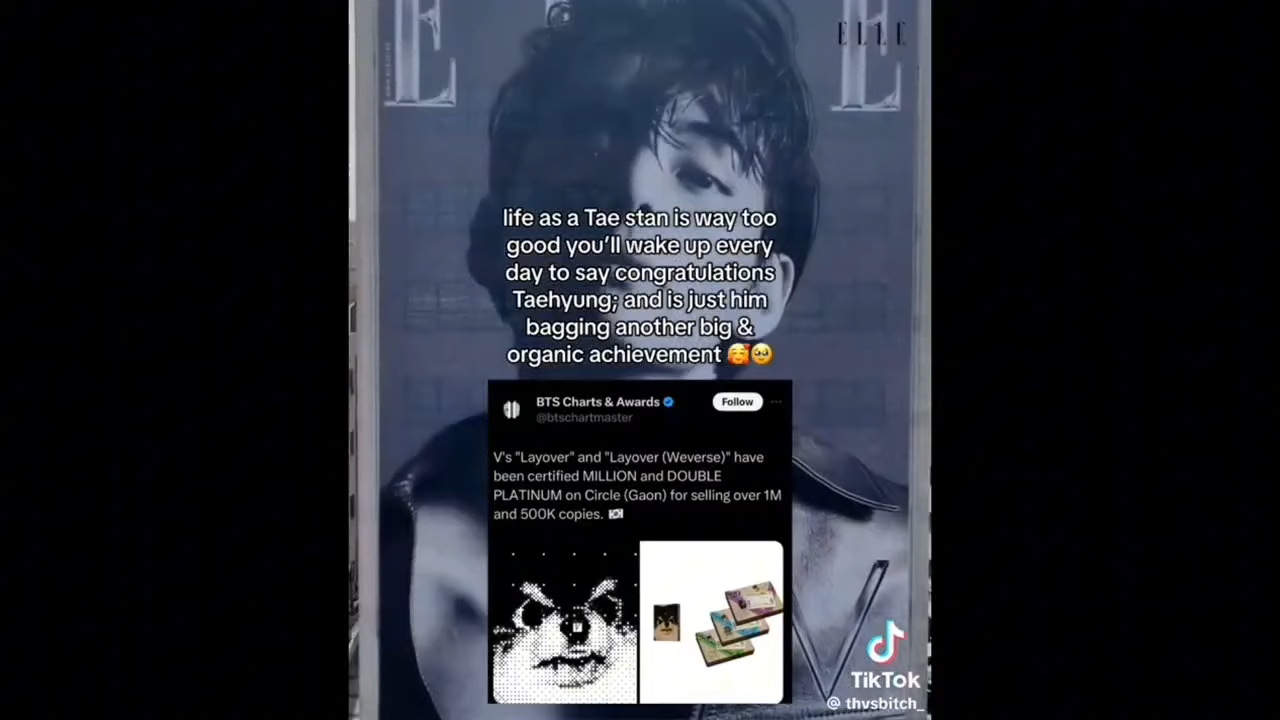 E
E
ELLE
life as a Tae stan is way too
good you’ll wake up every
day to say congratulations
Taehyung; and is just him
bagging another big &
organic achievement 🥰🥹
BTS Charts & Awards
Follow
@btschartmaster
V's "Layover" and "Layover (Weverse)" have
been certified MILLION and DOUBLE
PLATINUM on Circle (Gaon) for selling over 1M
and 500K copies. 🇰🇷
V
TikTok
@ thvsbitch_